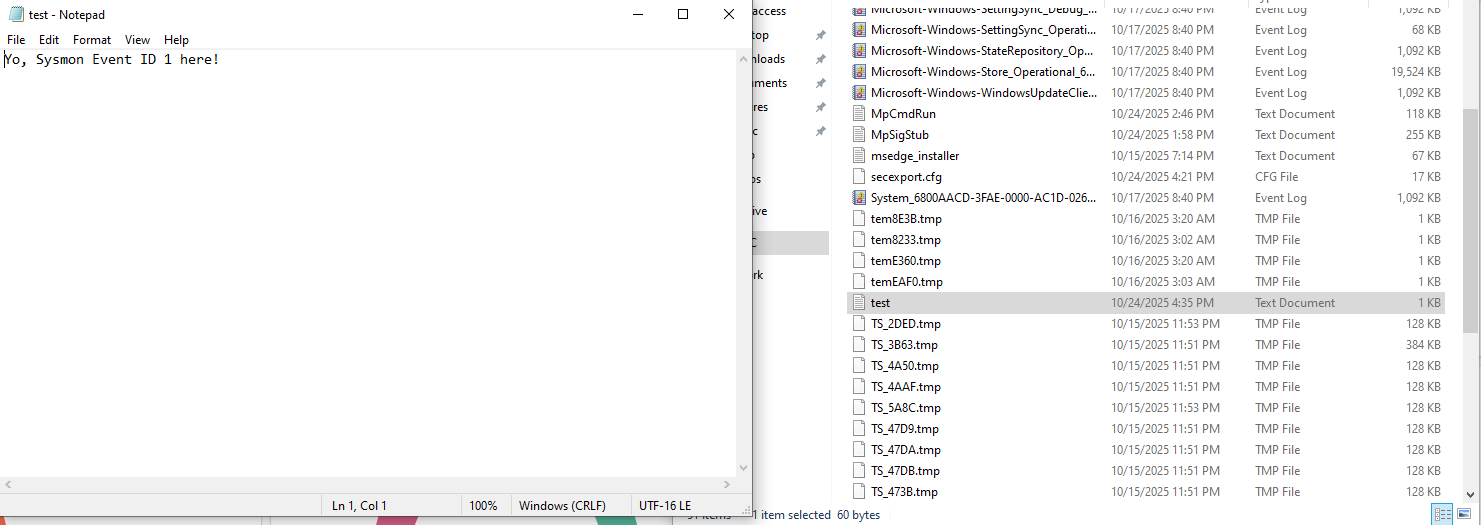 test - Notepad
File Edit Format View Help
Yo, Sysmon Event ID 1 here!
Ln 1, Col 1 100% Windows (CRLF) UTF-16 LE
access
Microsoft-Windows-SettingSync_Debug_... 10/17/2025 8:40 PM Event Log 1,092 KB
Microsoft-Windows-SettingSync_Operati... 10/17/2025 8:40 PM Event Log 68 KB
Microsoft-Windows-StateRepository_Op... 10/17/2025 8:40 PM Event Log 1,092 KB
Microsoft-Windows-Store_Operational_6... 10/17/2025 8:40 PM Event Log 19,524 KB
Microsoft-Windows-WindowsUpdateClie... 10/17/2025 8:40 PM Event Log 1,092 KB
MpCmdRun 10/24/2025 2:46 PM Text Document 118 KB
MpSigStub 10/24/2025 1:58 PM Text Document 255 KB
msedge_installer 10/15/2025 7:14 PM Text Document 67 KB
secexport.cfg 10/24/2025 4:21 PM CFG File 17 KB
System_6800AACD-3FAE-0000-AC1D-026... 10/17/2025 8:40 PM Event Log 1,092 KB
tem8E3B.tmp 10/16/2025 3:20 AM TMP File 1 KB
tem8233.tmp 10/16/2025 3:02 AM TMP File 1 KB
temE360.tmp 10/16/2025 3:20 AM TMP File 1 KB
temEAF0.tmp 10/16/2025 3:03 AM TMP File 1 KB
test 10/24/2025 4:35 PM Text Document 1 KB
TS_2DED.tmp 10/15/2025 11:53 PM TMP File 128 KB
TS_3B63.tmp 10/15/2025 11:51 PM TMP File 384 KB
TS_4A50.tmp 10/15/2025 11:51 PM TMP File 128 KB
TS_4AAF.tmp 10/15/2025 11:51 PM TMP File 128 KB
TS_5A8C.tmp 10/15/2025 11:53 PM TMP File 128 KB
TS_47D9.tmp 10/15/2025 11:51 PM TMP File 128 KB
TS_47DA.tmp 10/15/2025 11:51 PM TMP File 128 KB
TS_47DB.tmp 10/15/2025 11:51 PM TMP File 128 KB
TS_473B.tmp 10/15/2025 11:51 PM TMP File 128 KB
1 item selected 60 bytes